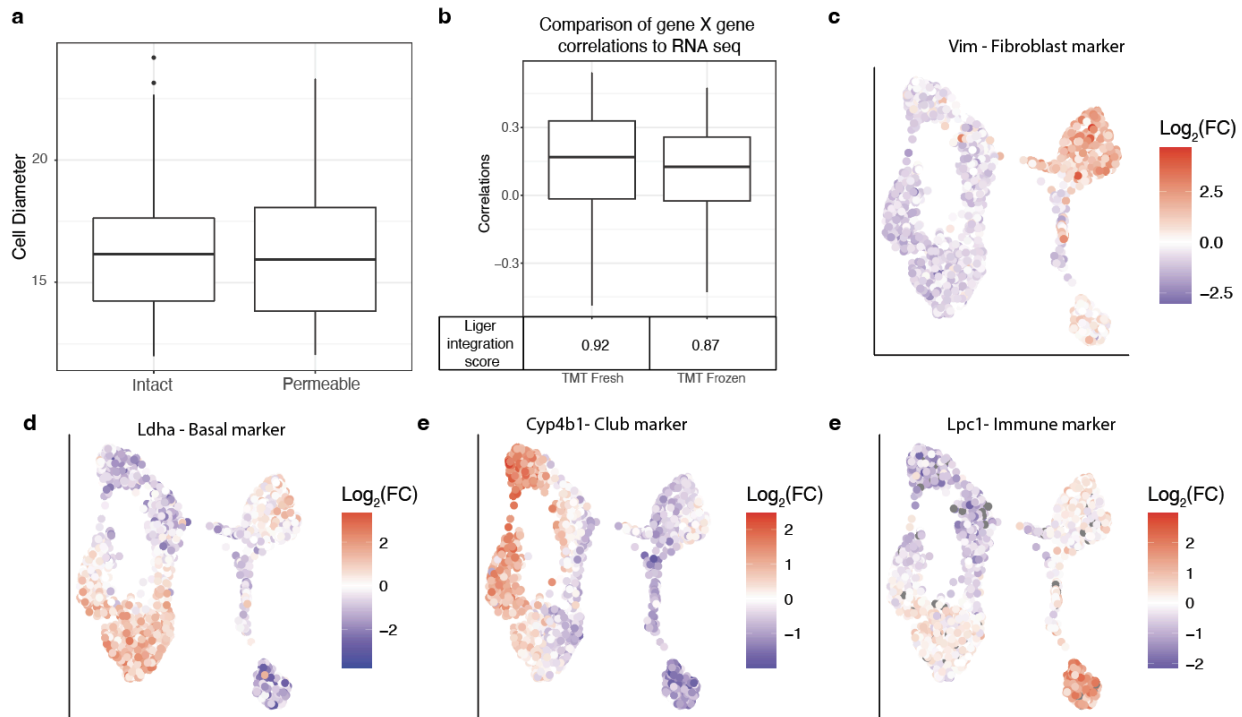 a
Cell Diameter
20
15
Intact
Permeable
b
Comparison of gene X gene
correlations to RNA seq
Correlations
0.3
0.0
−0.3
Liger
integration
score
0.92
0.87
TMT Fresh
TMT Frozen
c
Vim - Fibroblast marker
Log2(FC)
2.5
0.0
−2.5
d
Ldha - Basal marker
Log2(FC)
2
0
−2
e
Cyp4b1- Club marker
Log2(FC)
2
1
0
−1
e
Lpc1- Immune marker
Log2(FC)
2
1
0
−1
−2